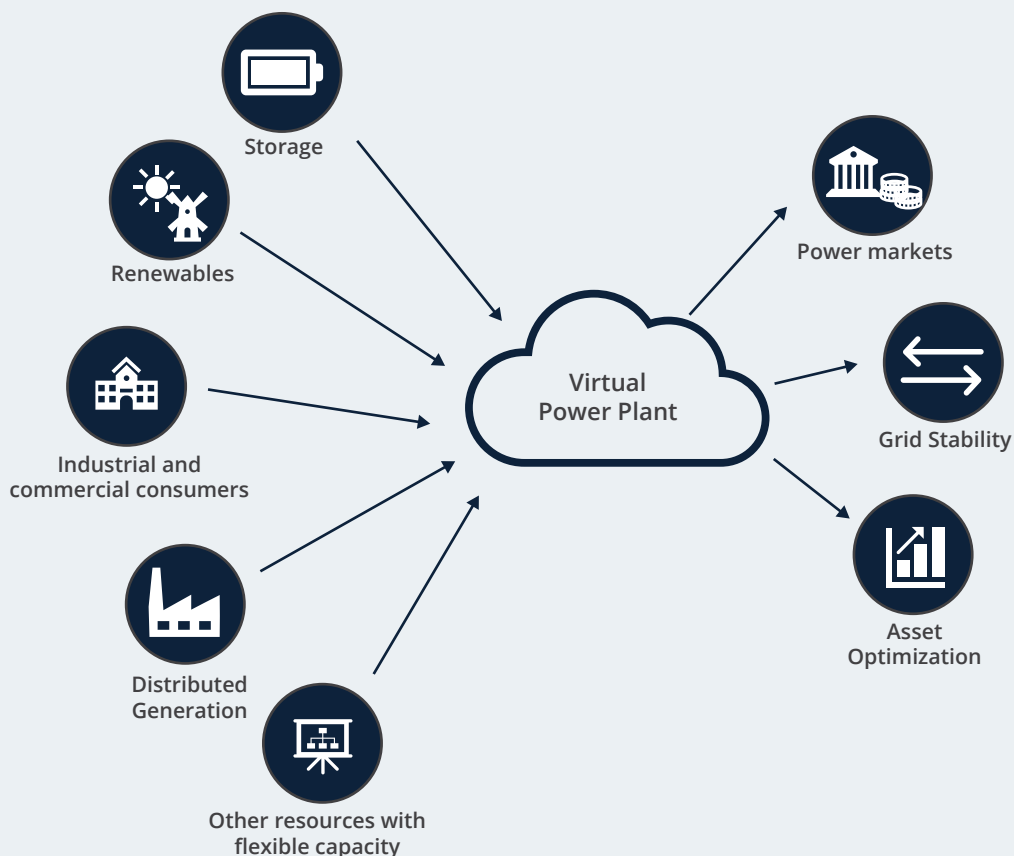 Storage
Renewables
Industrial and
commercial consumers
Distributed
Generation
Other resources with
flexible capacity
Virtual
Power Plant
Power markets
Grid Stability
Asset
Optimization